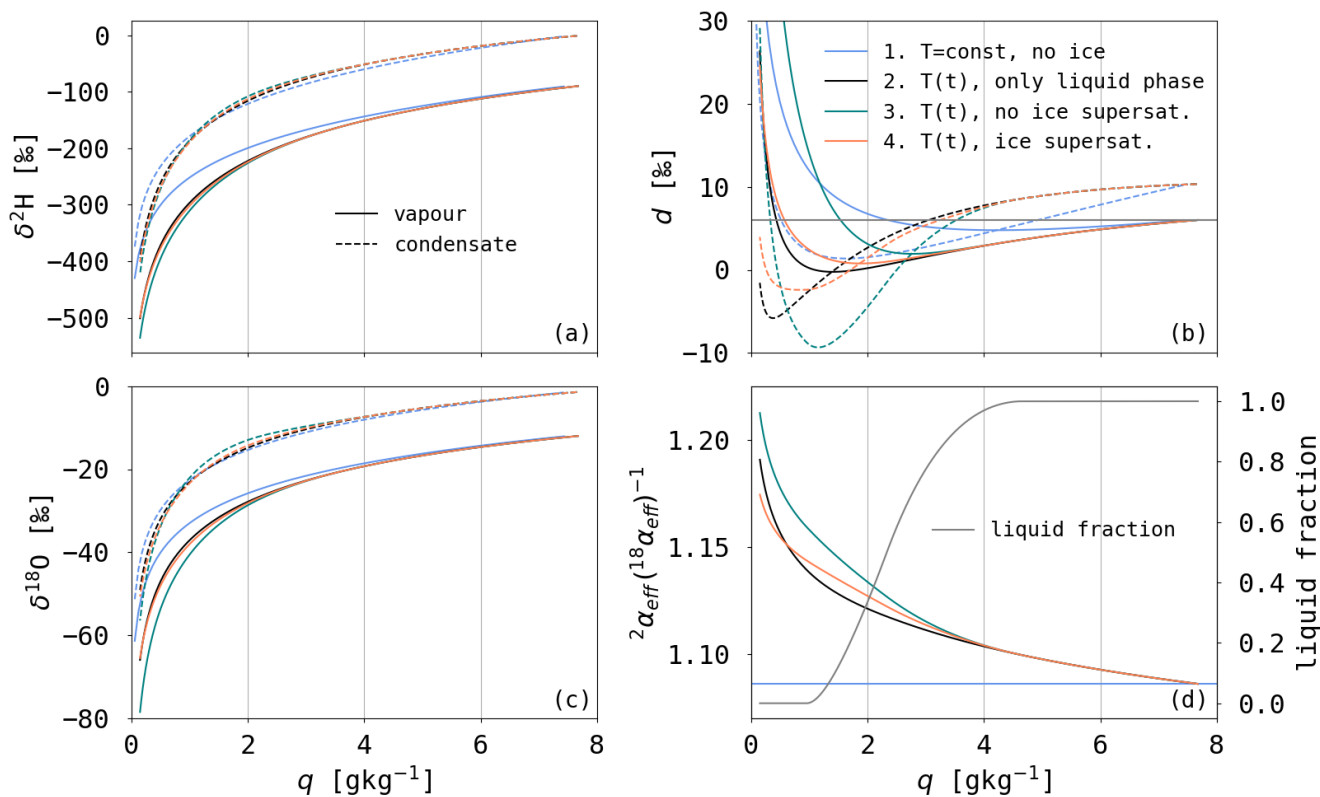 0
−100
−200
−300
−400
−500
δ²H [‰]
vapour
condensate
(a)
30
20
10
0
−10
d [‰]
1. T=const, no ice
2. T(t), only liquid phase
3. T(t), no ice supersat.
4. T(t), ice supersat.
(b)
0
−20
−40
−60
−80
δ¹⁸O [‰]
(c)
0 2 4 6 8
q [gkg⁻¹]
1.20
1.15
1.10
²α_eff(¹⁸α_eff)⁻¹
liquid fraction
(d)
1.0
0.8
0.6
0.4
0.2
0.0
liquid fraction
0 2 4 6 8
q [gkg⁻¹]